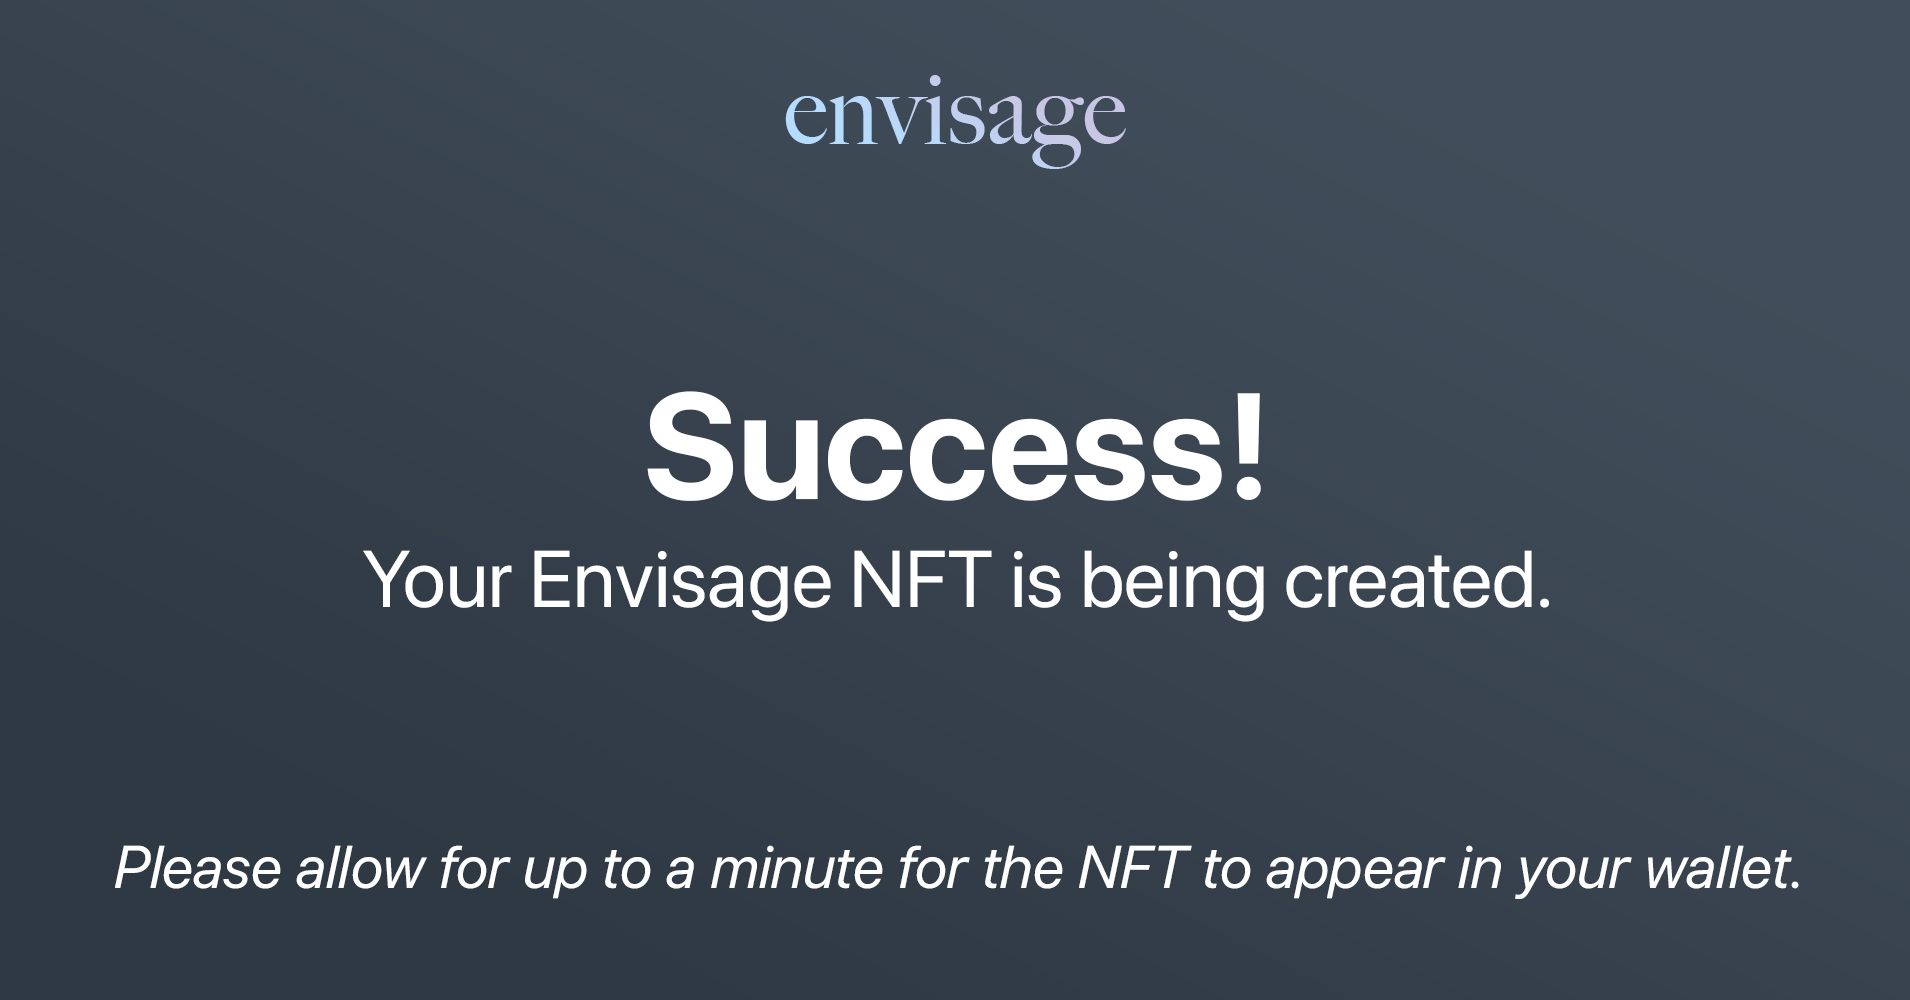 envisage
Success!
Your Envisage NFT is being created.
Please allow for up to a minute for the NFT to appear in your wallet.